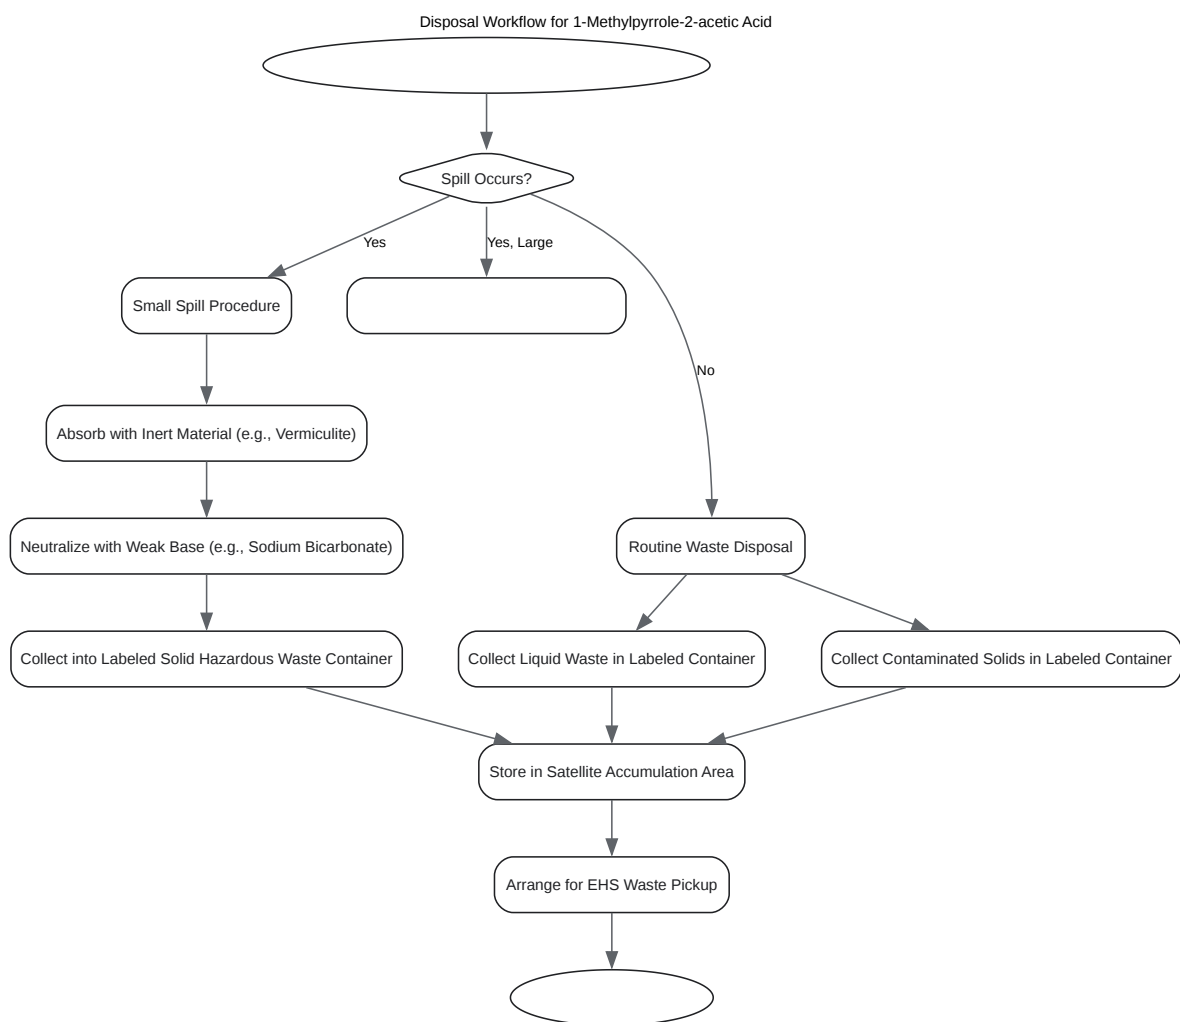 Disposal Workflow for 1-Methylpyrrole-2-acetic Acid
Spill Occurs?
Yes
Yes, Large
Small Spill Procedure
No
Absorb with Inert Material (e.g., Vermiculite)
Neutralize with Weak Base (e.g., Sodium Bicarbonate)
Routine Waste Disposal
Collect into Labeled Solid Hazardous Waste Container
Collect Liquid Waste in Labeled Container
Collect Contaminated Solids in Labeled Container
Store in Satellite Accumulation Area
Arrange for EHS Waste Pickup